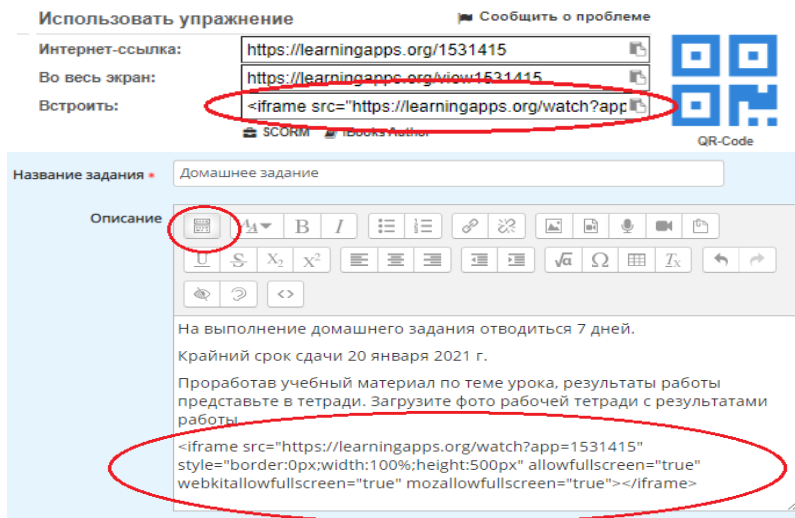 Использовать упражнение
Сообщить о проблеме
Интернет-ссылка: https://learningapps.org/1531415
Во весь экран: https://learningapps.org/view1531415
Встроить: <iframe src="https://learningapps.org/watch?app
SCORM iBooks Author
QR-Code
Название задания • Домашнее задание
Описание
B I
U S X₂ X²
√α Ω Tx
<>
На выполнение домашнего задания отводиться 7 дней.
Крайний срок сдачи 20 января 2021 г.
Проработав учебный материал по теме урока, результаты работы
представьте в тетради. Загрузите фото рабочей тетради с результатами
работы
<iframe src="https://learningapps.org/watch?app=1531415"
style="border:0px;width:100%;height:500px" allowfullscreen="true"
webkitallowfullscreen="true" mozallowfullscreen="true"></iframe>